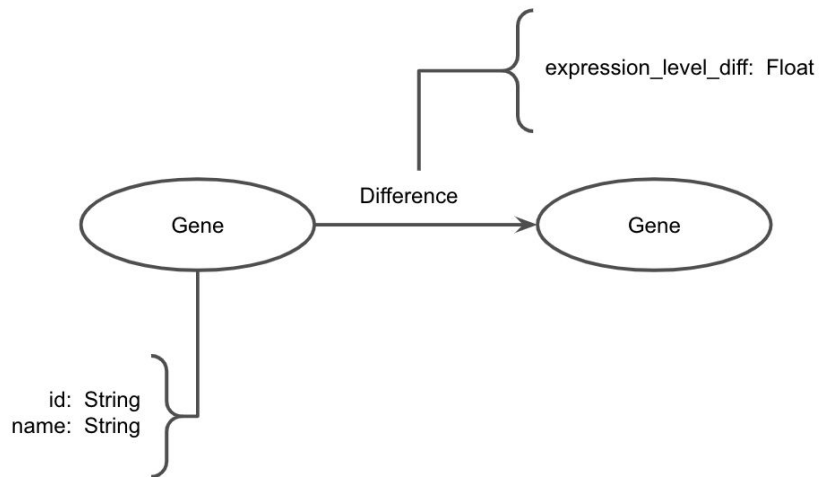 expression_level_diff: Float
Difference
Gene
Gene
id: String
name: String